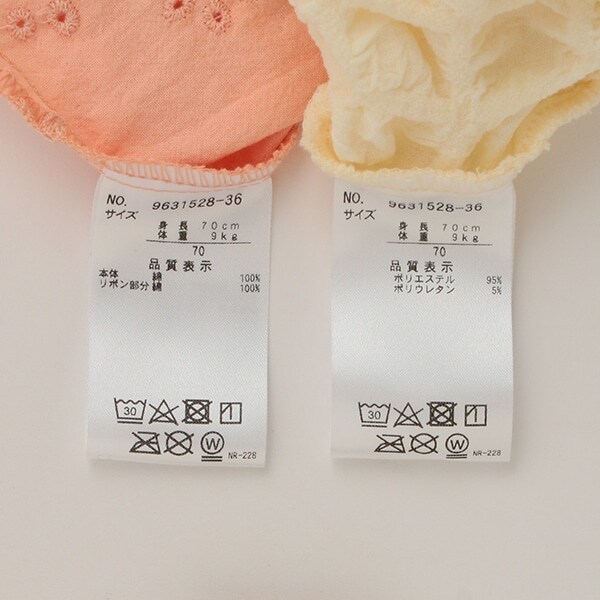 NO. 9631528-36
サイズ
身長 70cm
体重 9kg
70
品質表示
本体 綿 100%
リボン部分 綿 100%
30
W
NR-228
NO. 9631528-36
サイズ
身長 70cm
体重 9kg
70
品質表示
ポリエステル 95%
ポリウレタン 5%
30
W
NR-228